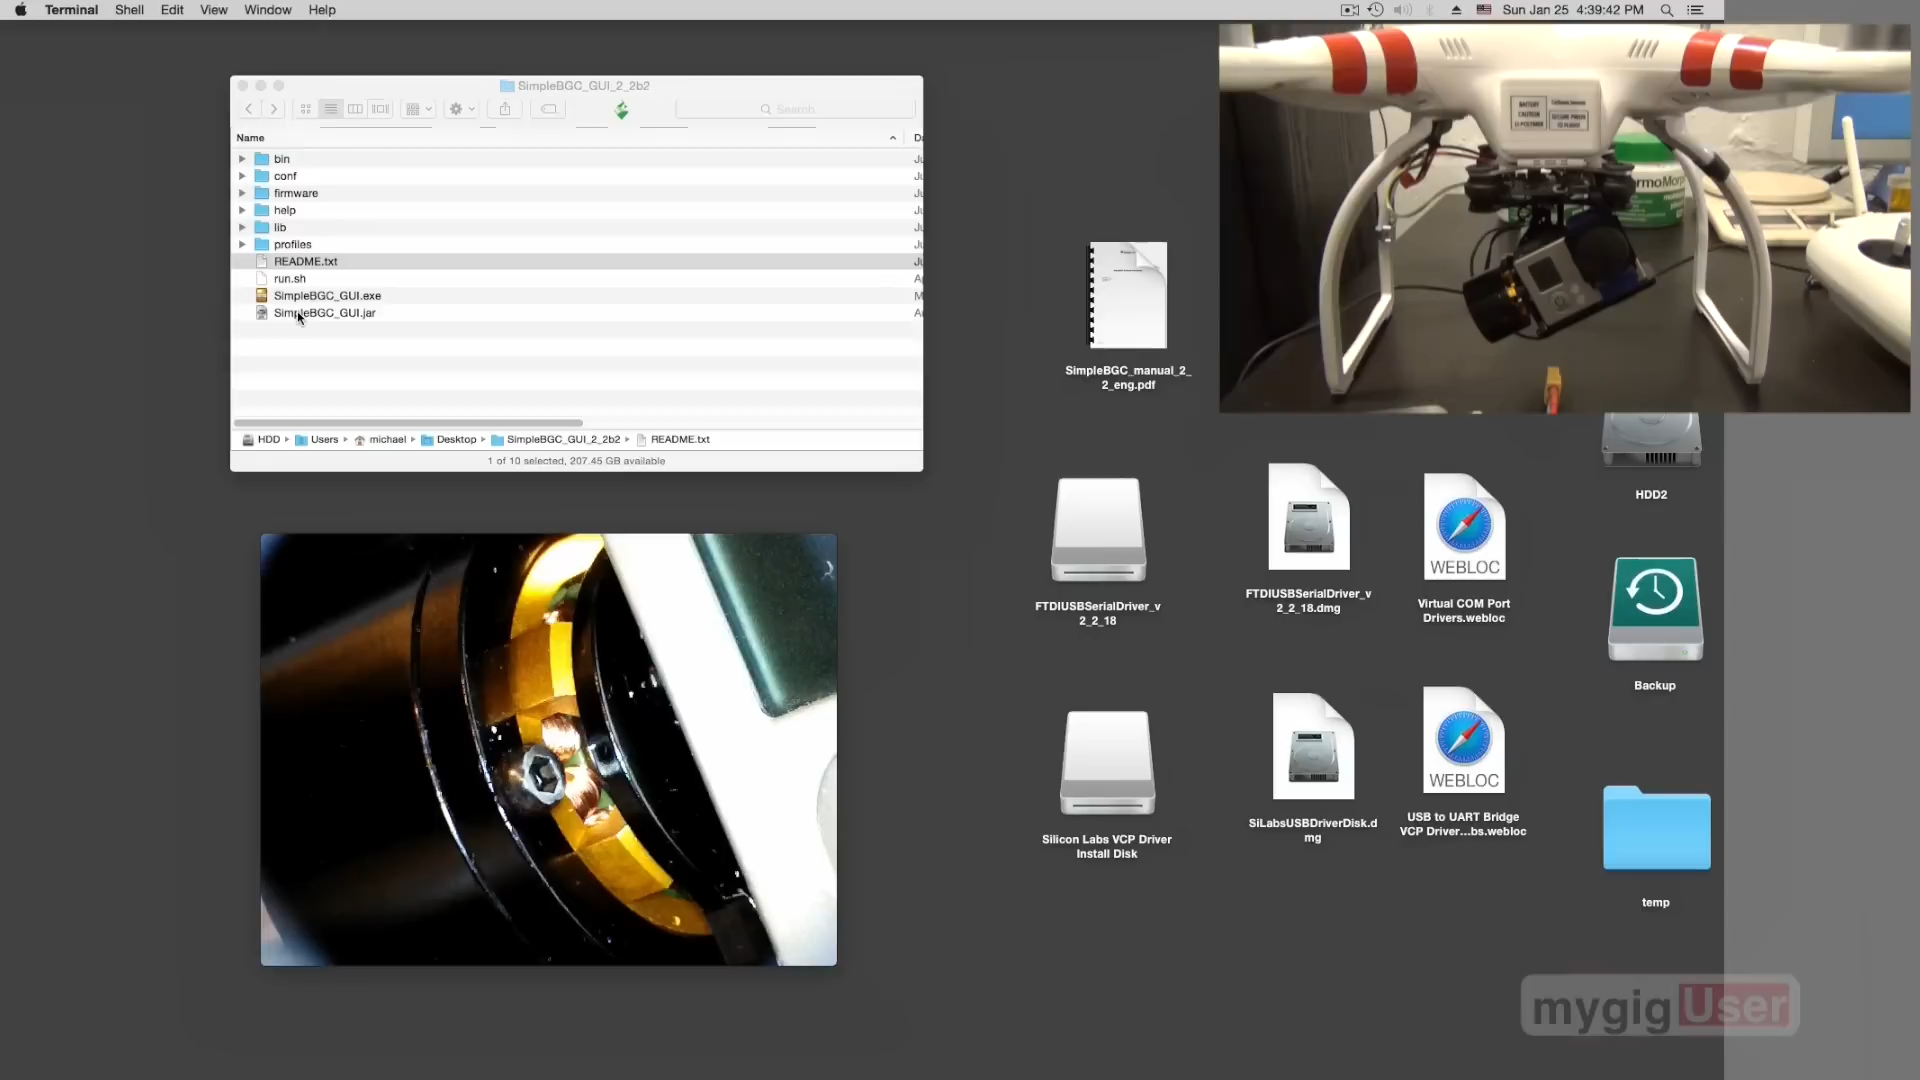 Terminal Shell Edit View Window Help
Sun Jan 25 4:39:42 PM
SimpleBGC_GUI_2_2b2
Search
Name
bin
conf
firmware
help
lib
profiles
README.txt
run.sh
SimpleBGC_GUI.exe
SimpleBGC_GUI.jar
HDD Users michael Desktop SimpleBGC_GUI_2_2b2 README.txt
1 of 10 selected, 207.45 GB available
SimpleBGC_manual_2_
2_eng.pdf
HDD2
FTDIUSBSerialDriver_v
2_2_18
FTDIUSBSerialDriver_v
2_2_18.dmg
WEBLOC
Virtual COM Port
Drivers.webloc
Backup
Silicon Labs VCP Driver
Install Disk
SiLabsUSBDriverDisk.d
mg
WEBLOC
USB to UART Bridge
VCP Driver...bs.webloc
temp
mygigUser